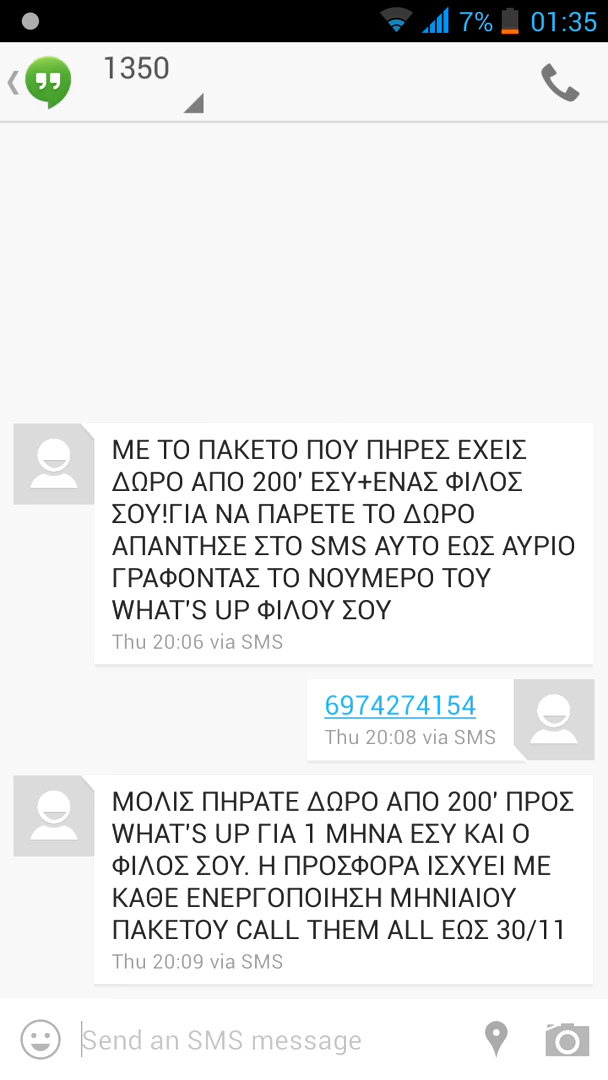 7% 01:35
1350
ΜΕ ΤΟ ΠΑΚΕΤΟ ΠΟΥ ΠΗΡΕΣ ΕΧΕΙΣ
ΔΩΡΟ ΑΠΟ 200' ΕΣΥ+ΕΝΑΣ ΦΙΛΟΣ
ΣΟΥ!ΓΙΑ ΝΑ ΠΑΡΕΤΕ ΤΟ ΔΩΡΟ
ΑΠΑΝΤΗΣΕ ΣΤΟ SMS ΑΥΤΟ ΕΩΣ ΑΥΡΙΟ
ΓΡΑΦΟΝΤΑΣ ΤΟ ΝΟΥΜΕΡΟ ΤΟΥ
WHAT'S UP ΦΙΛΟΥ ΣΟΥ
Thu 20:06 via SMS
6974274154
Thu 20:08 via SMS
ΜΟΛΙΣ ΠΗΡΑΤΕ ΔΩΡΟ ΑΠΟ 200' ΠΡΟΣ
WHAT'S UP ΓΙΑ 1 ΜΗΝΑ ΕΣΥ ΚΑΙ Ο
ΦΙΛΟΣ ΣΟΥ. Η ΠΡΟΣΦΟΡΑ ΙΣΧΥΕΙ ΜΕ
ΚΑΘΕ ΕΝΕΡΓΟΠΟΙΗΣΗ ΜΗΝΙΑΙΟΥ
ΠΑΚΕΤΟΥ CALL THEM ALL ΕΩΣ 30/11
Thu 20:09 via SMS
Send an SMS message